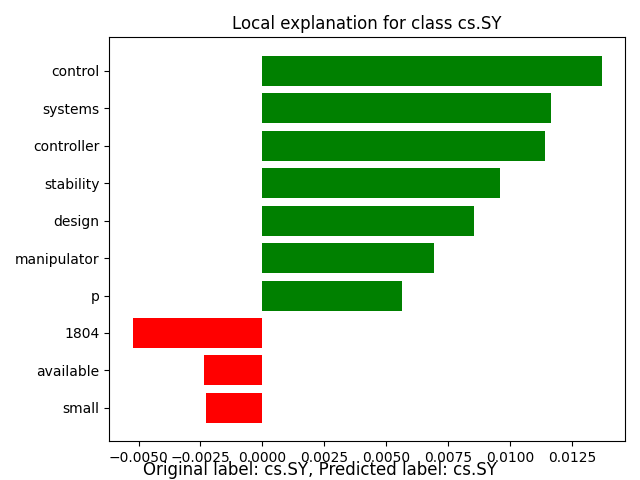 Local explanation for class cs.SY
control
systems
controller
stability
design
manipulator
p
1804
available
small
−0.0050 −0.0025 0.0000 0.0025 0.0050 0.0075 0.0100 0.0125
Original label: cs.SY, Predicted label: cs.SY